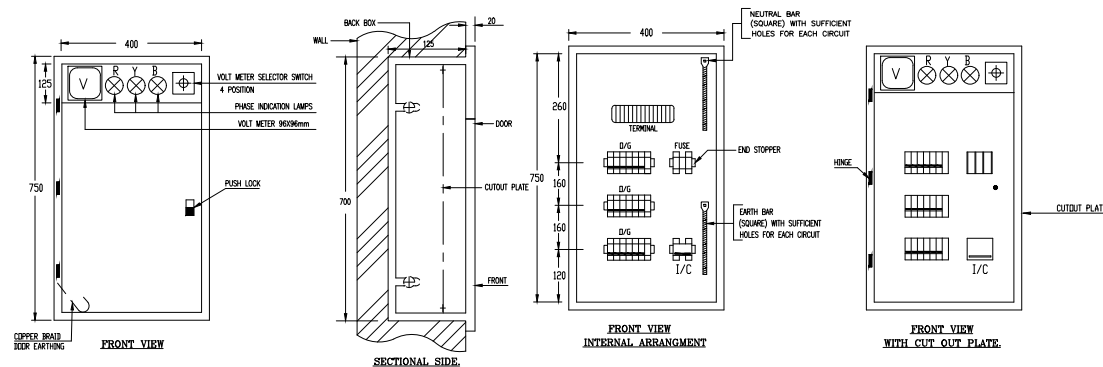 400
125
750
V
R Y B
VOLT METER SELECTOR SWITCH
4 POSITION
PHASE INDICATION LAMPS
VOLT METER 96X96mm
PUSH LOCK
COPPER BRAID
DOOR EARTHING
FRONT VIEW
BACK BOX
WALL
125
20
700
DOOR
CUTOUT PLATE
FRONT
SECTIONAL SIDE.
NEUTRAL BAR
(SQUARE) WITH SUFFICIENT
HOLES FOR EACH CIRCUIT
400
260
750
160
160
120
TERMINAL
O/G
FUSE
END STOPPER
O/G
O/G
I/C
EARTH BAR
(SQUARE) WITH SUFFICIENT
HOLES FOR EACH CIRCUIT
FRONT VIEW
INTERNAL ARRANGMENT
V
R Y B
HINGE
CUTOUT PLAT
I/C
FRONT VIEW
WITH CUT OUT PLATE.